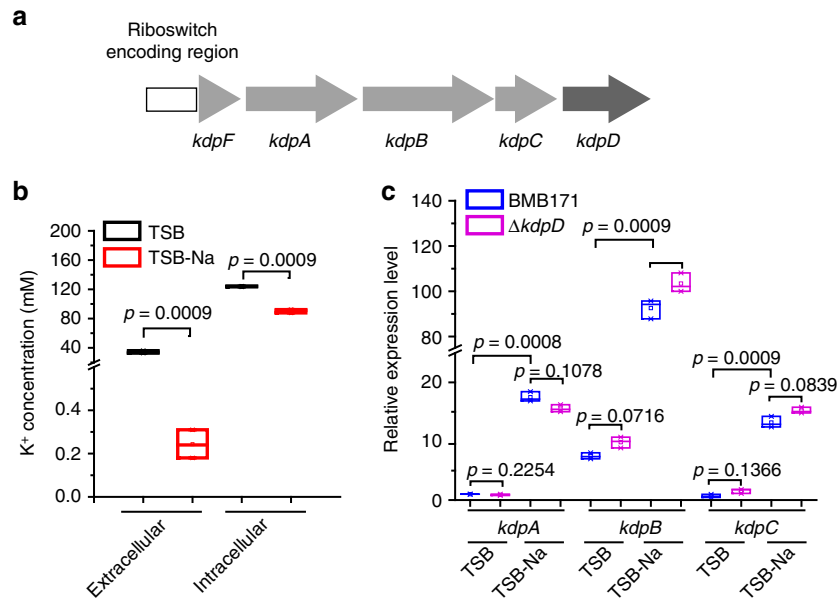 a
Riboswitch
encoding region
kdpF
kdpA
kdpB
kdpC
kdpD
b
K+ concentration (mM)
200
160
120
80
40
0.4
0.2
0.0
TSB
TSB-Na
p = 0.0009
p = 0.0009
Extracellular
Intracellular
c
Relative expression level
140
120
100
80
20
10
0
BMB171
ΔkdpD
p = 0.0009
p = 0.0008
p = 0.1078
p = 0.2254
p = 0.0716
p = 0.0009
p = 0.0839
p = 0.1366
kdpA
kdpB
kdpC
TSB
TSB-Na
TSB
TSB-Na
TSB
TSB-Na